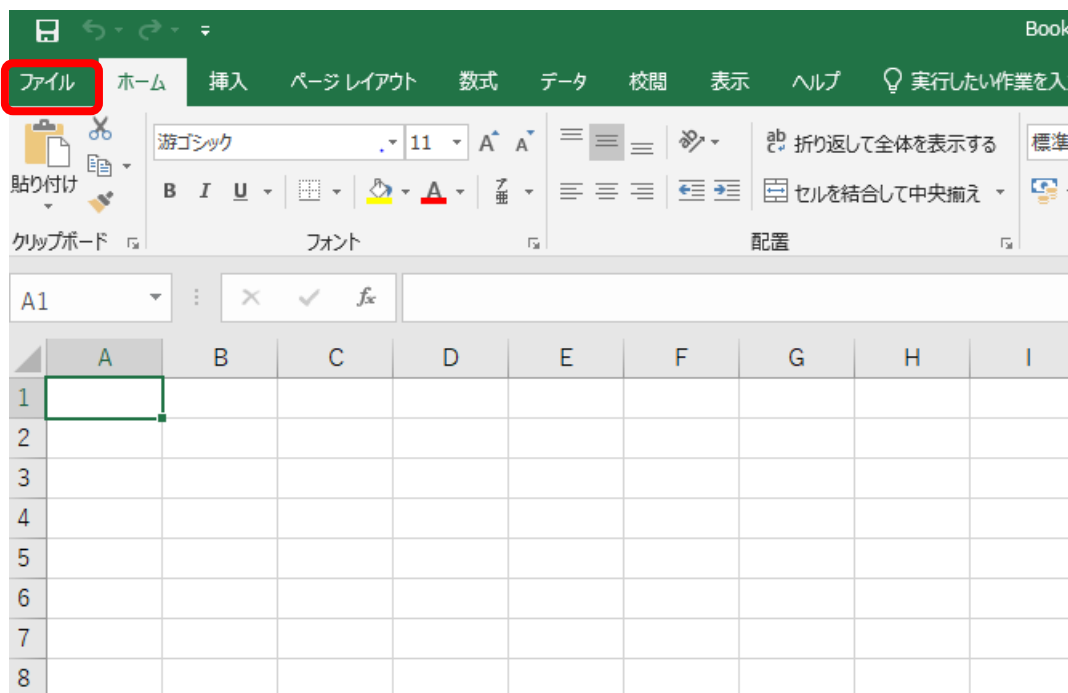 Book
ファイル ホーム 挿入 ページ レイアウト 数式 データ 校閲 表示 ヘルプ 実行したい作業を入
游ゴシック 11 A A ab 折り返して全体を表示する 標準
貼り付け B I U A ア亜 セルを結合して中央揃え
クリップボード フォント 配置
A1 fx
A B C D E F G H I
1
2
3
4
5
6
7
8